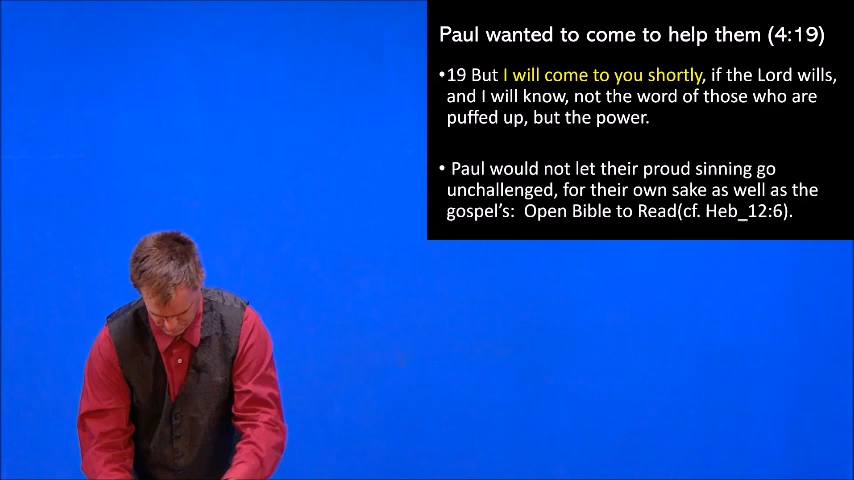 Paul wanted to come to help them (4:19)
•19 But I will come to you shortly, if the Lord wills,
and I will know, not the word of those who are
puffed up, but the power.
• Paul would not let their proud sinning go
unchallenged, for their own sake as well as the
gospel's:  Open Bible to Read(cf. Heb_12:6).